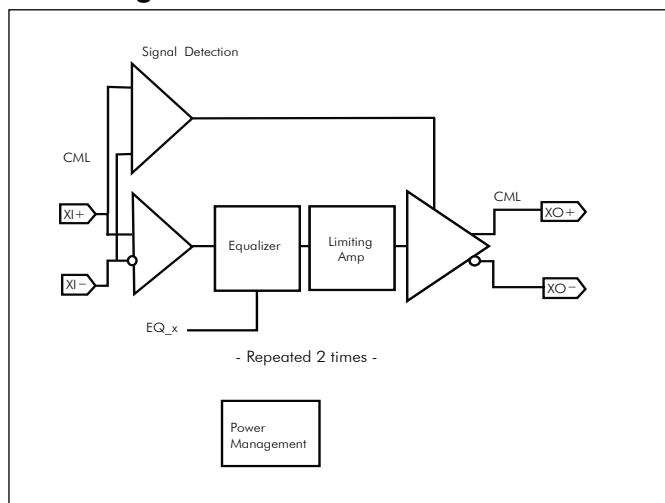 Signal Detection
CML
XI+
XI−
Equalizer
Limiting
Amp
CML
XO+
XO−
EQ_x
- Repeated 2 times -
Power
Management